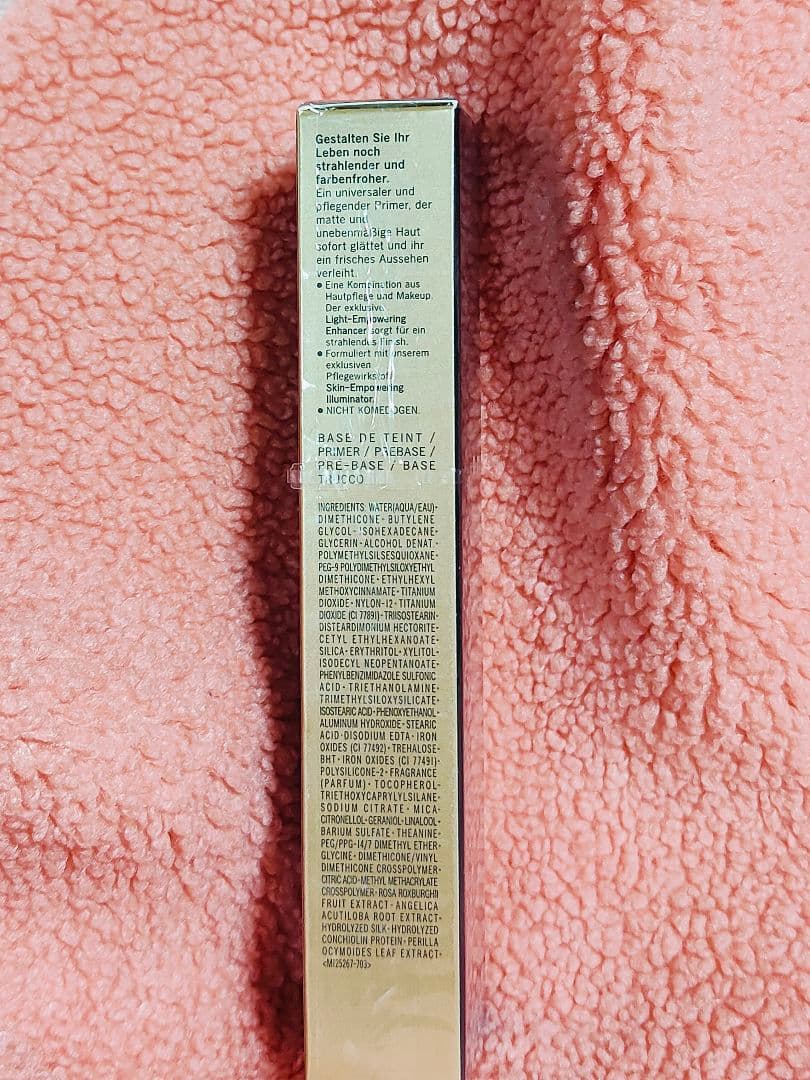 Gestalten Sie Ihr
Leben noch
strahlender und
farbenfroher.
Ein universaler und
pflegender Primer, der
matte und
unebenmäßige Haut
sofort glättet und ihr
ein frisches Aussehen
verleiht.
● Eine Kombination aus
Hautpflege und Makeup.
Der exklusive
Light-Empowering
Enhancer sorgt für ein
strahlendes Finish.
● Formuliert mit unserem
exklusiven
Pflegewirkstoff
Skin-Empowering
Illuminator.
● NICHT KOMEDOGEN.
BASE DE TEINT /
PRIMER / PREBASE /
PRE-BASE / BASE
TRUCCO
INGREDIENTS: WATER(AQUA/EAU)·
DIMETHICONE·BUTYLENE
GLYCOL·ISOHEXADECANE·
GLYCERIN·ALCOHOL DENAT.·
POLYMETHYLSILSESQUIOXANE·
PEG-9 POLYDIMETHYLSILOXYETHYL
DIMETHICONE·ETHYLHEXYL
METHOXYCINNAMATE·TITANIUM
DIOXIDE·NYLON-12·TITANIUM
DIOXIDE (CI 77891)·TRIISOSTEARIN·
DISTEARDIMONIUM HECTORITE·
CETYL ETHYLHEXANOATE·
SILICA·ERYTHRITOL·XYLITOL·
ISODECYL NEOPENTANOATE·
PHENYLBENZIMIDAZOLE SULFONIC
ACID·TRIETHANOLAMINE·
TRIMETHYLSILOXYSILICATE·
ISOSTEARIC ACID·PHENOXYETHANOL·
ALUMINUM HYDROXIDE·STEARIC
ACID·DISODIUM EDTA·IRON
OXIDES (CI 77492)·TREHALOSE·
BHT·IRON OXIDES (CI 77491)·
POLYSILICONE-2·FRAGRANCE
(PARFUM)·TOCOPHEROL·
TRIETHOXYCAPRYLYLSILANE·
SODIUM CITRATE·MICA·
CITRONELLOL·GERANIOL·LINALOOL·
BARIUM SULFATE·THEANINE·
PEG/PPG-14/7 DIMETHYL ETHER·
GLYCINE·DIMETHICONE/VINYL
DIMETHICONE CROSSPOLYMER·
CITRIC ACID·METHYL METHACRYLATE
CROSSPOLYMER·ROSA ROXBURGHII
FRUIT EXTRACT·ANGELICA
ACUTILOBA ROOT EXTRACT·
HYDROLYZED SILK·HYDROLYZED
CONCHIOLIN PROTEIN·PERILLA
OCYMOIDES LEAF EXTRACT·
<MI25267-703>